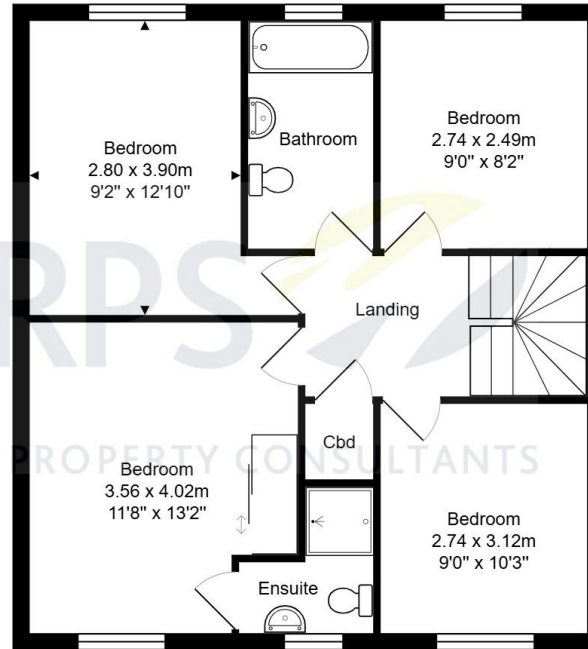 Bedroom
2.80 x 3.90m
9'2" x 12'10"
Bathroom
Bedroom
2.74 x 2.49m
9'0" x 8'2"
Landing
RPS
PROPERTY CONSULTANTS
Cbd
Bedroom
3.56 x 4.02m
11'8" x 13'2"
Bedroom
2.74 x 3.12m
9'0" x 10'3"
Ensuite